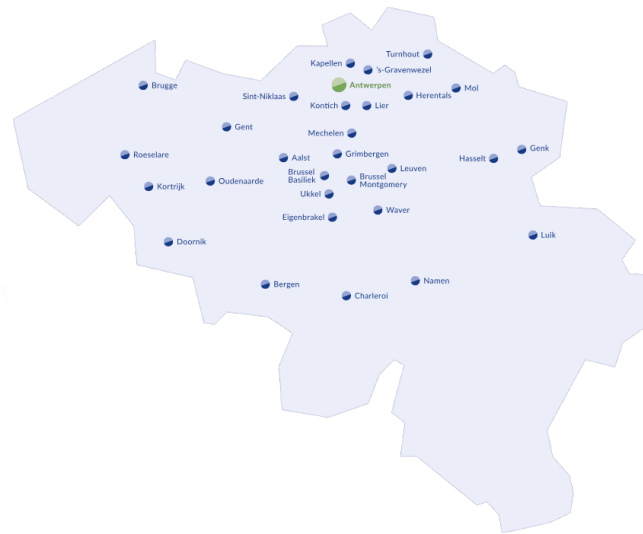 Turnhout
Kapellen
's-Gravenwezel
Antwerpen
Brugge
Mol
Sint-Niklaas
Herentals
Kontich
Lier
Gent
Mechelen
Genk
Roeselare
Aalst
Grimbergen
Hasselt
Leuven
Brussel
Basiliek
Brussel
Montgomery
Kortrijk
Oudenaarde
Ukkel
Waver
Eigenbrakel
Luik
Doornik
Namen
Bergen
Charleroi